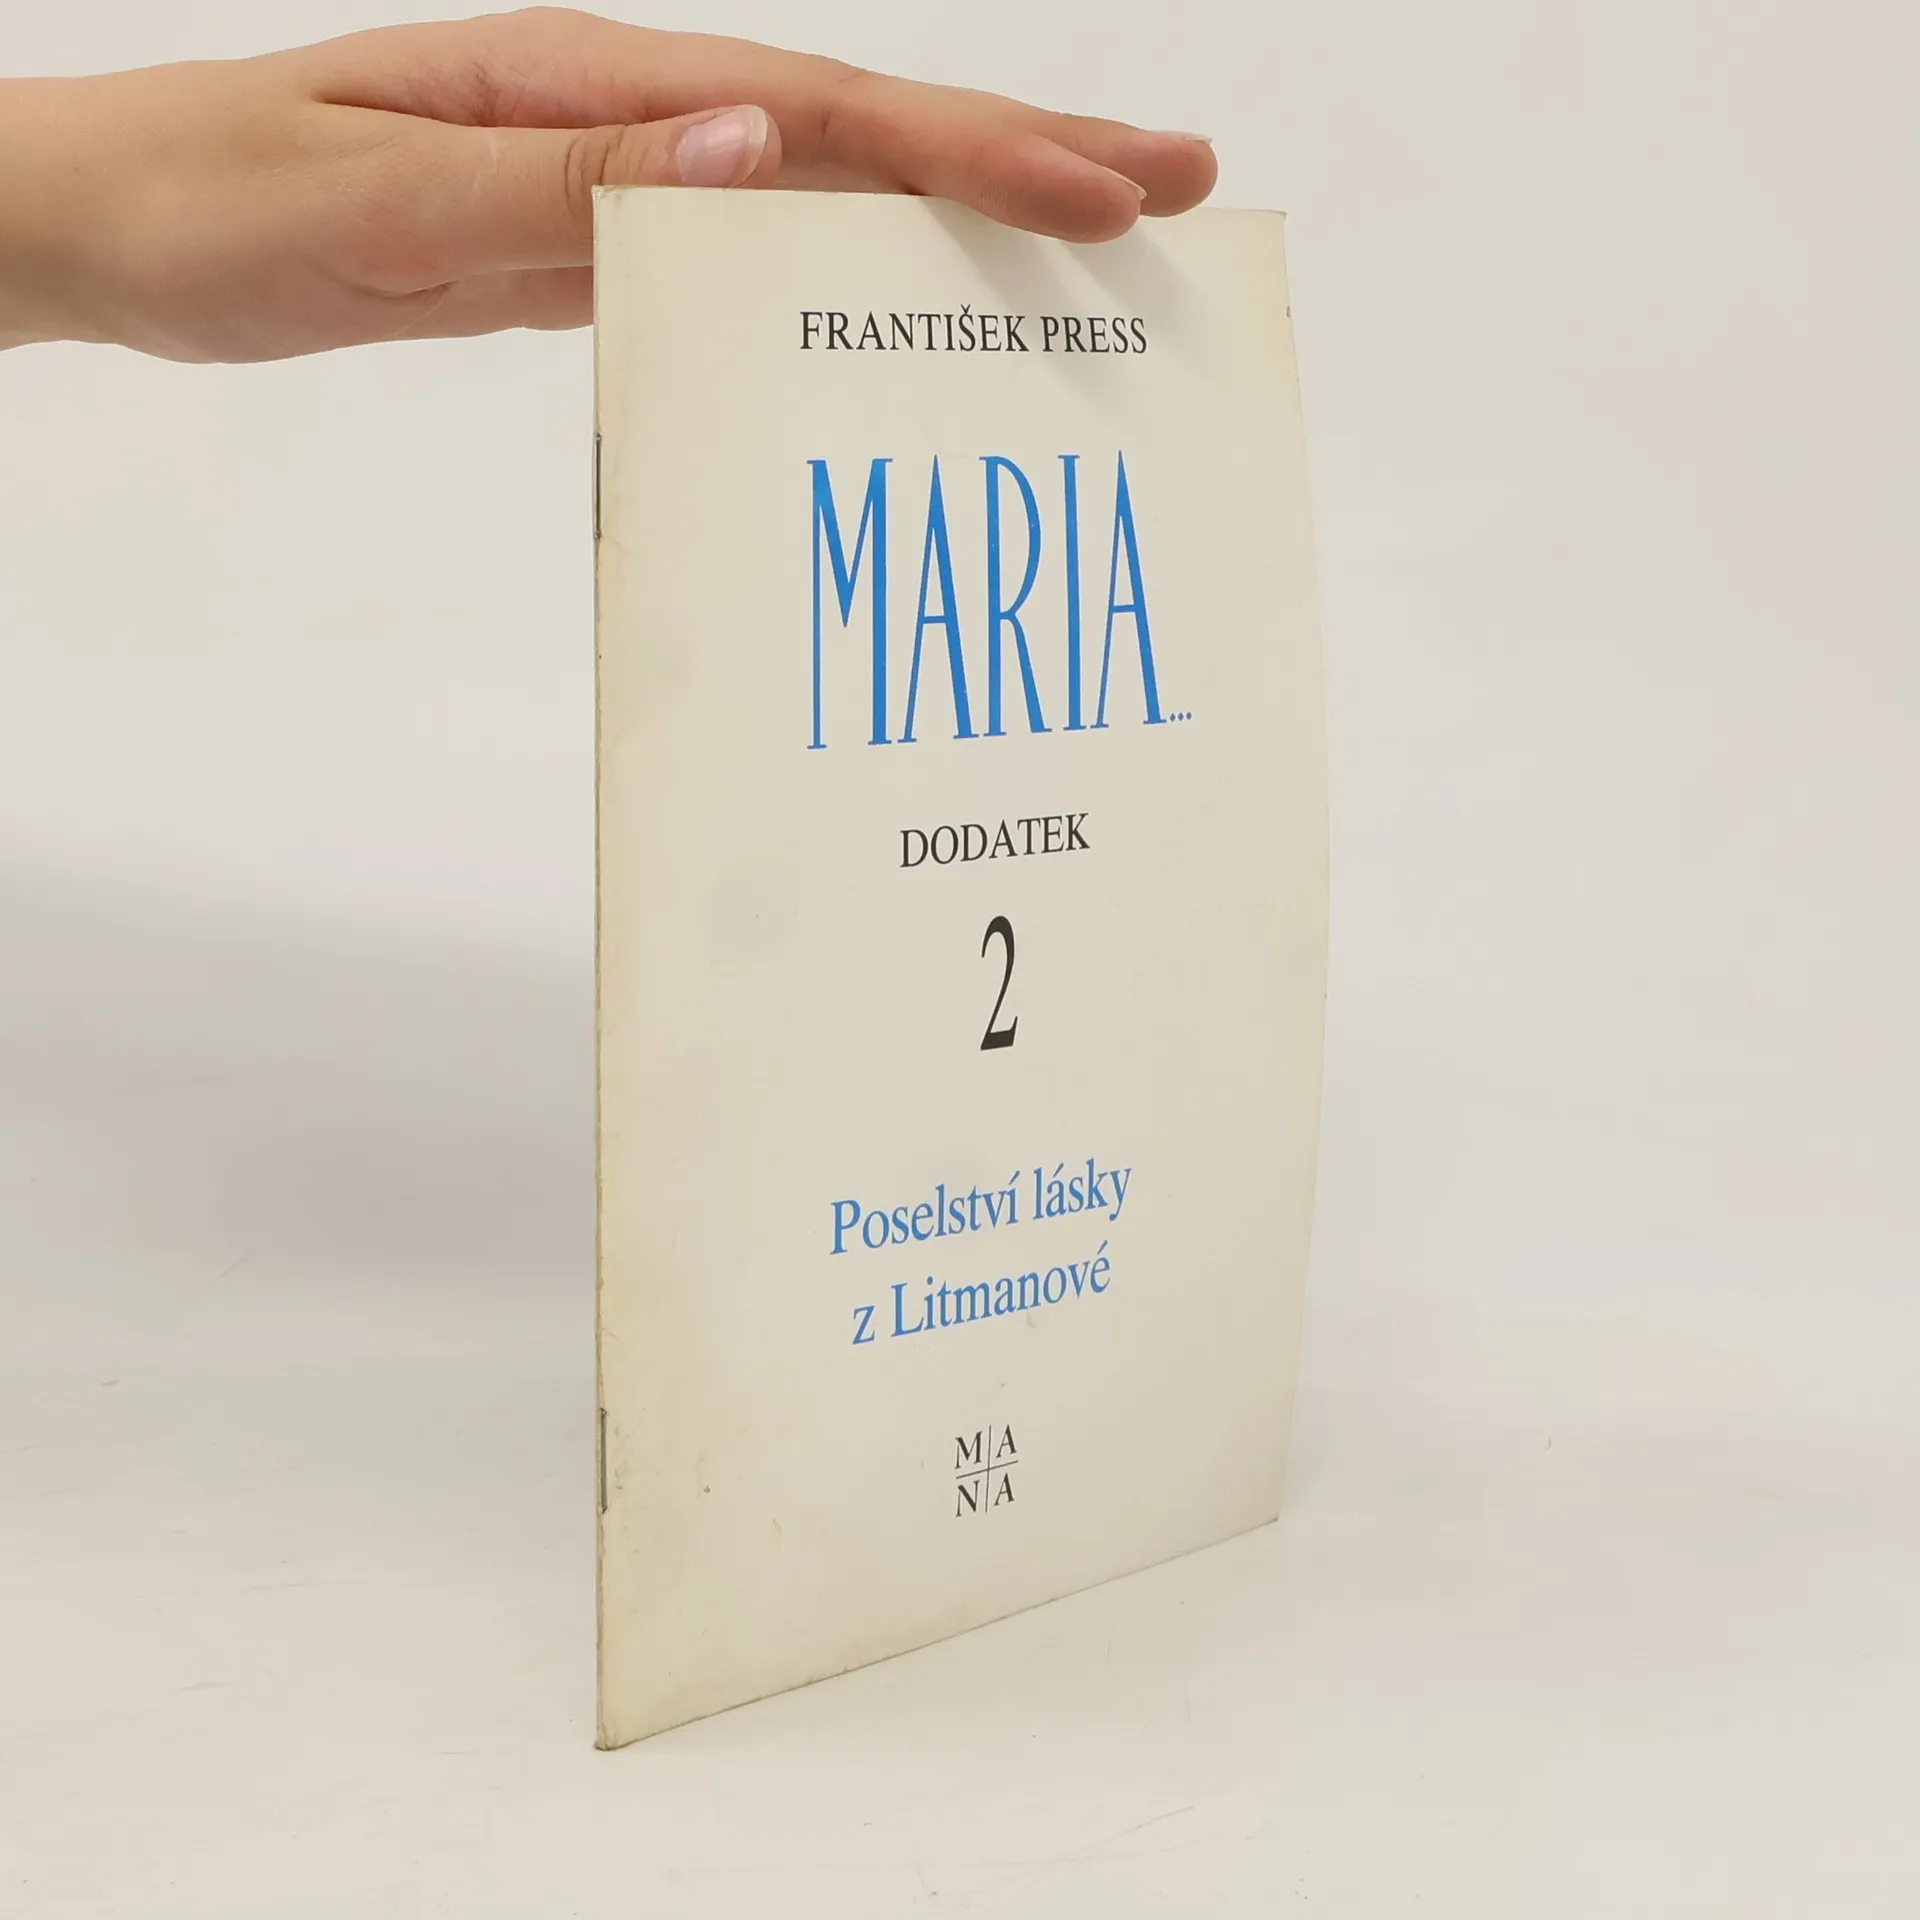 FRANTIŠEK PRESS
MARIA...
DODATEK
2
Poselství lásky
z Litmanové
M A
N A